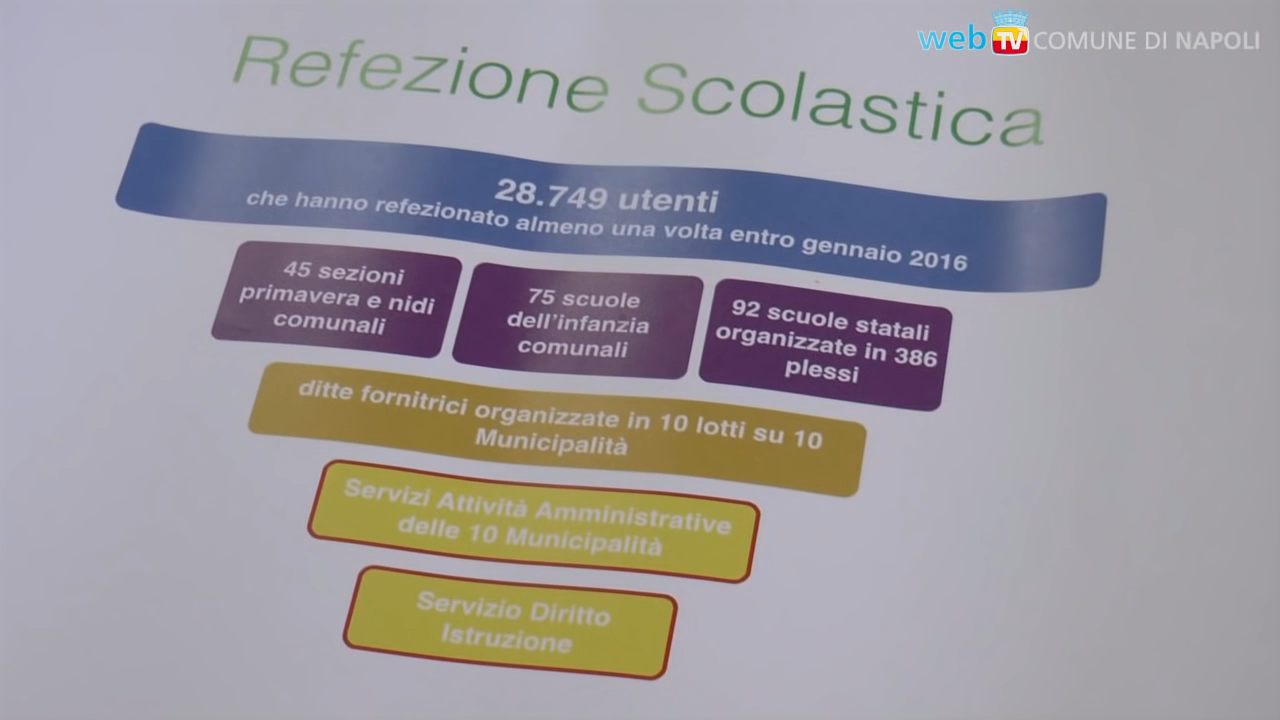 web TV COMUNE DI NAPOLI
Refezione Scolastica
28.749 utenti
che hanno refezionato almeno una volta entro gennaio 2016
45 sezioni
primavera e nidi
comunali
75 scuole
dell'infanzia
comunali
92 scuole statali
organizzate in 386
plessi
ditte fornitrici organizzate in 10 lotti su 10
Municipalità
Servizi Attività Amministrative
delle 10 Municipalità
Servizio Diritto
Istruzione